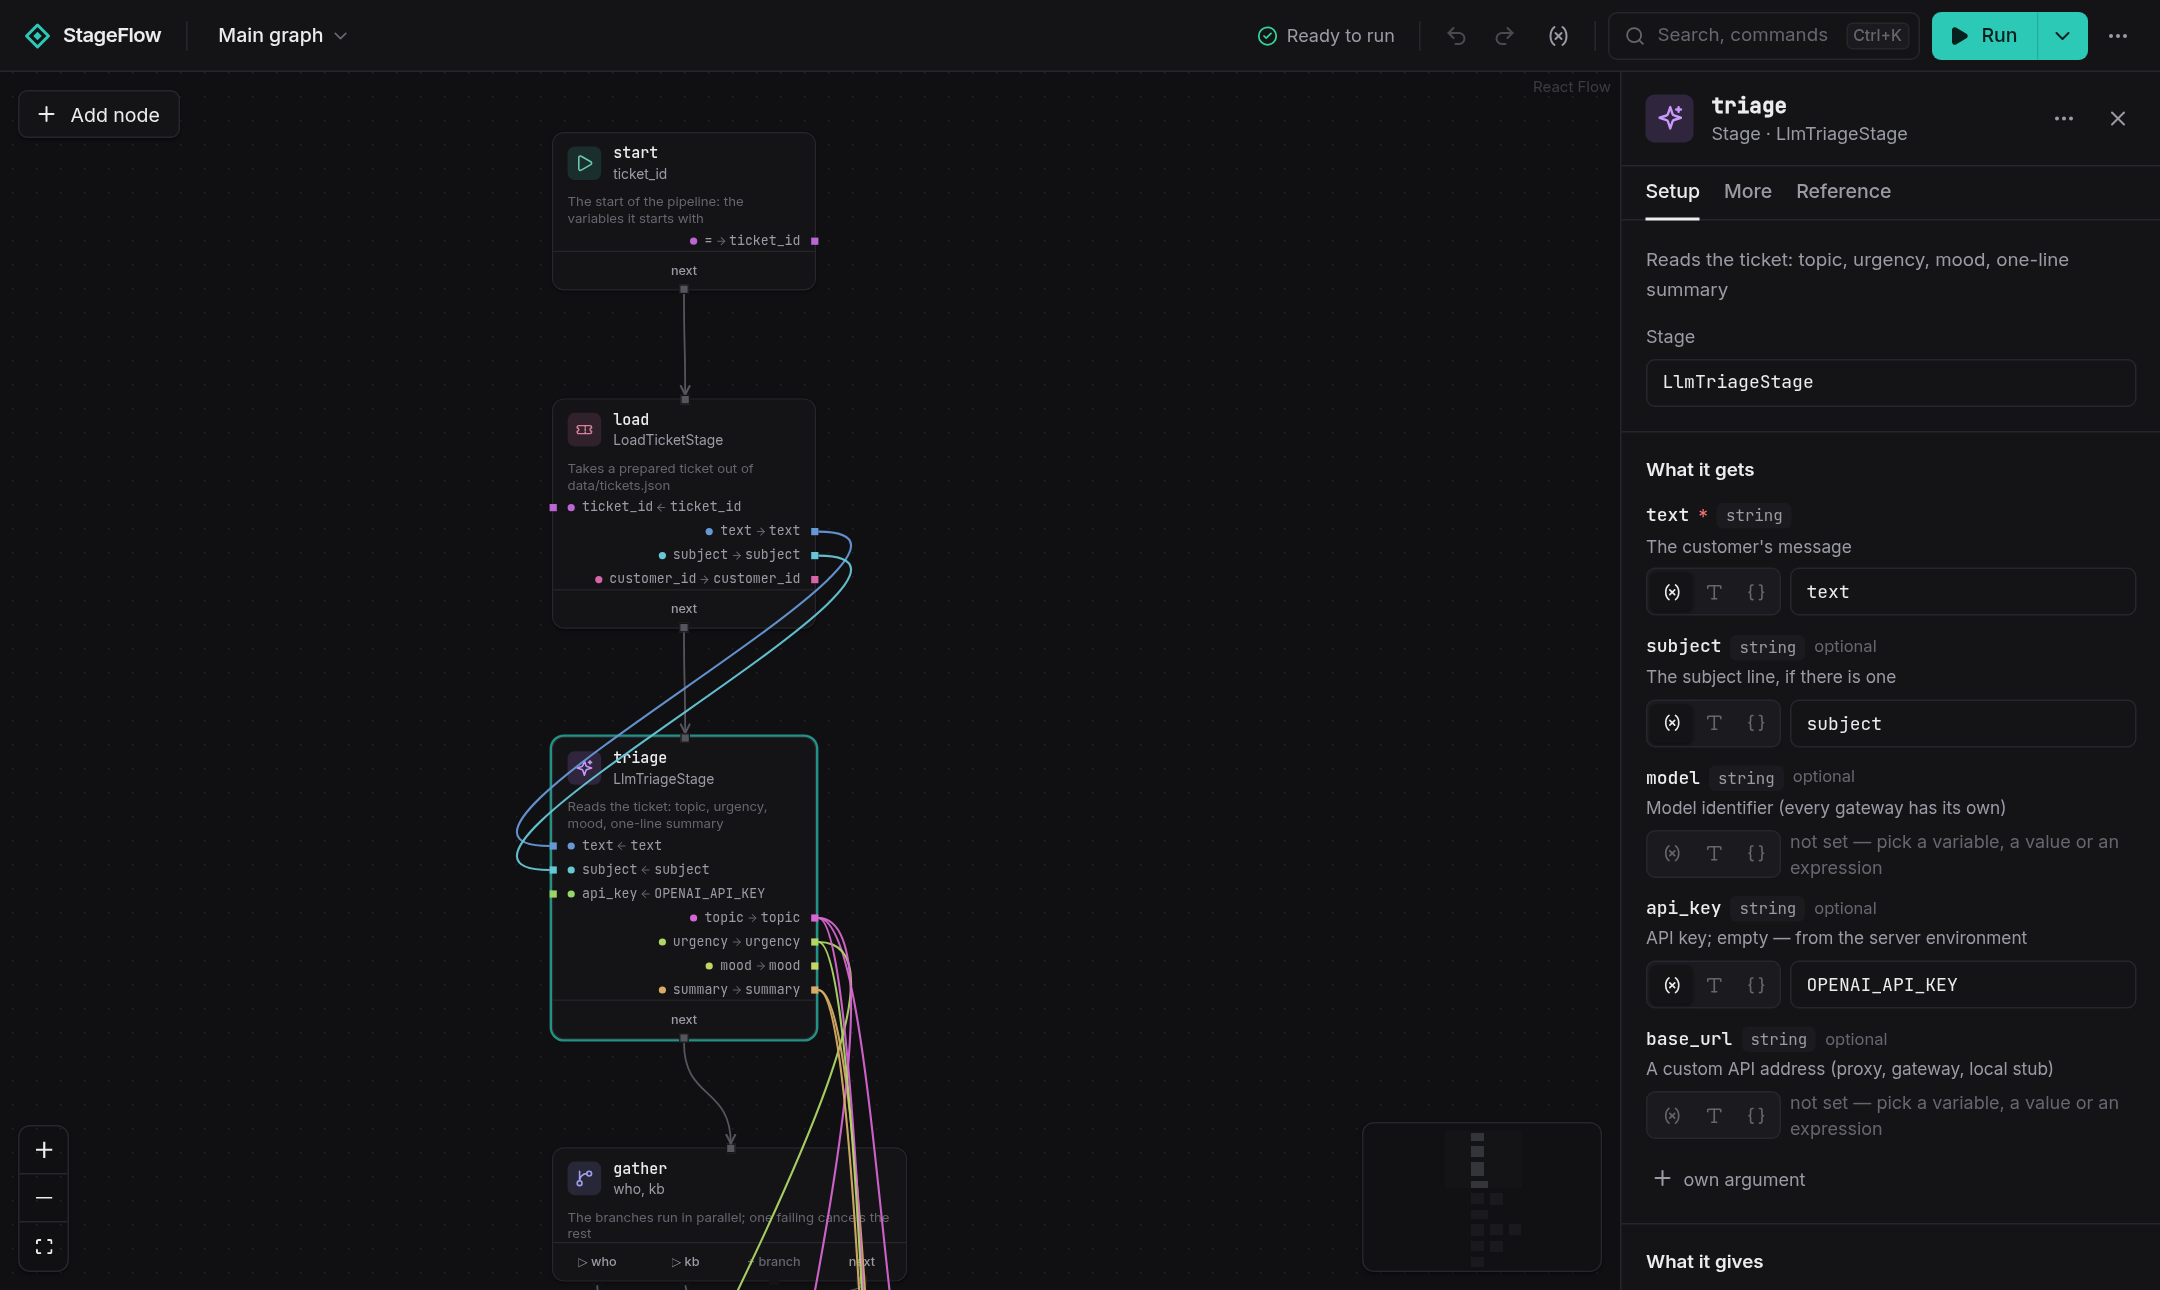 StageFlow
Main graph
Ready to run
Search, commands
Ctrl+K
Run
Add node
React Flow
start
ticket_id
The start of the pipeline: the
variables it starts with
= → ticket_id
next
load
LoadTicketStage
Takes a prepared ticket out of
data/tickets.json
ticket_id ← ticket_id
text → text
subject → subject
customer_id → customer_id
next
triage
LlmTriageStage
Reads the ticket: topic, urgency,
mood, one-line summary
text ← text
subject ← subject
api_key ← OPENAI_API_KEY
topic → topic
urgency → urgency
mood → mood
summary → summary
next
gather
who, kb
The branches run in parallel; one failing cancels the
rest
▷ who
▷ kb
+ branch
next
triage
Stage · LlmTriageStage
Setup
More
Reference
Reads the ticket: topic, urgency, mood, one-line
summary
Stage
LlmTriageStage
What it gets
text * string
The customer's message
(x) T {} text
subject string optional
The subject line, if there is one
(x) T {} subject
model string optional
Model identifier (every gateway has its own)
(x) T {} not set — pick a variable, a value or an
expression
api_key string optional
API key; empty — from the server environment
(x) T {} OPENAI_API_KEY
base_url string optional
A custom API address (proxy, gateway, local stub)
(x) T {} not set — pick a variable, a value or an
expression
+ own argument
What it gives